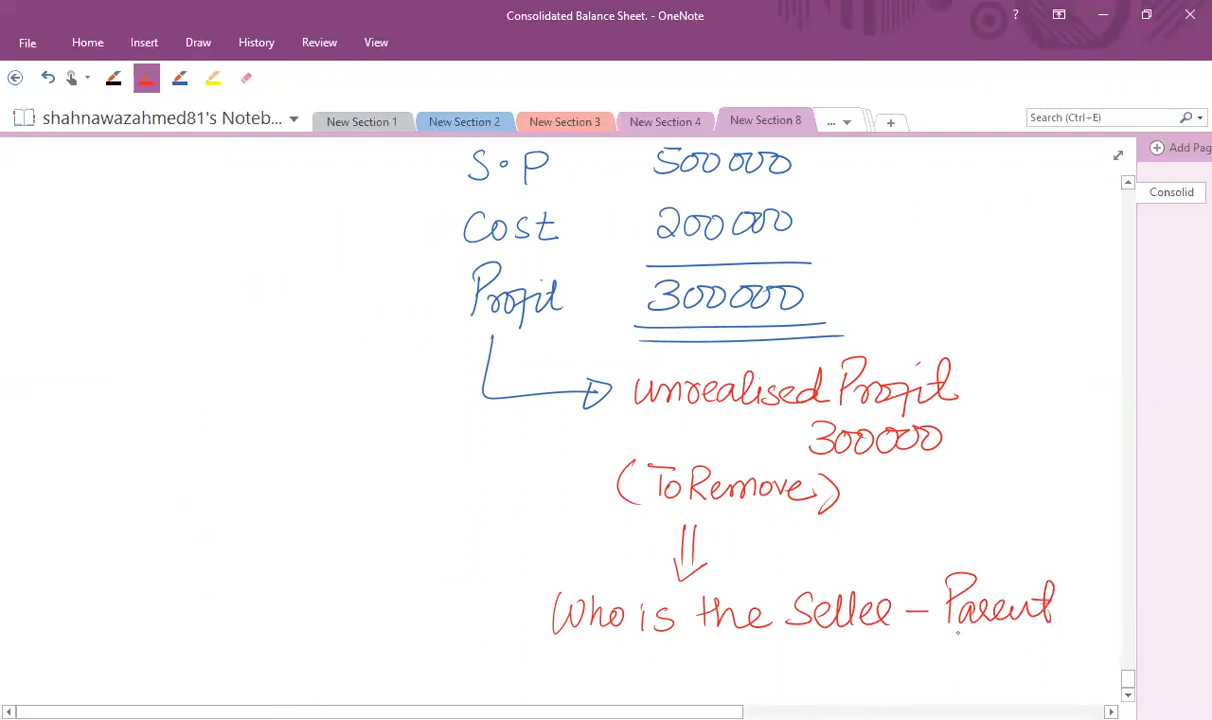 Consolidated Balance Sheet. - OneNote
?
File Home Insert Draw History Review View
shahnawazahmed81's Noteb... New Section 1 New Section 2 New Section 3 New Section 4 New Section 8 ... + Search (Ctrl+E)
Add Pag
Consolid
S.P 500000
Cost 200000
Profit 300000
unrealised Profit
300000
(To Remove)
Who is the Seller - Parent